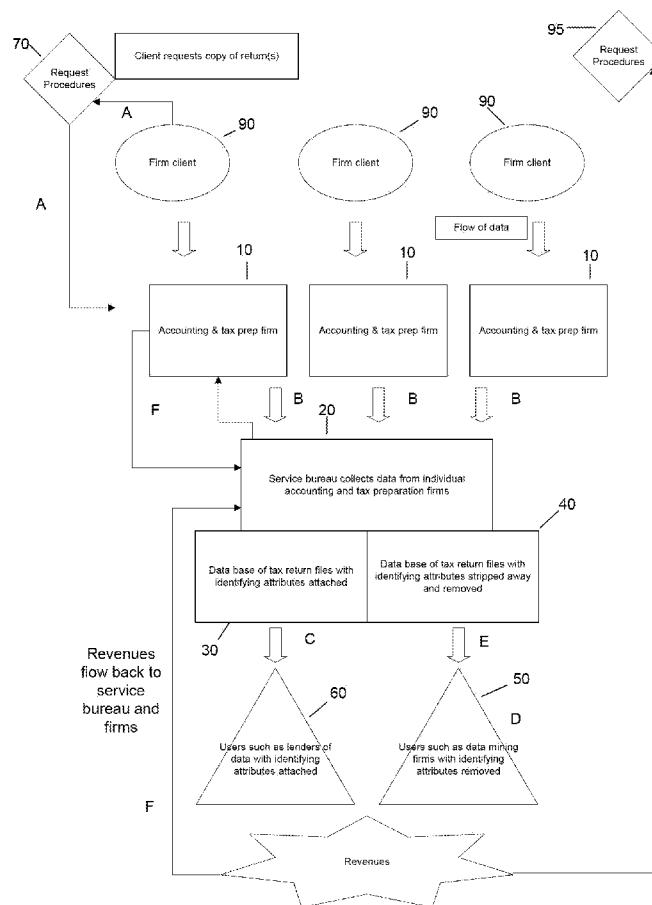 70
95
Request
Procedures
Client requests copy of return(s)
Request
Procedures
A
90
90
90
Firm client
Firm client
Firm client
A
Flow of data
10
10
10
Accounting & tax prep firm
Accounting & tax prep firm
Accounting & tax prep firm
B
B
B
F
20
Service bureau collects data from individual
accounting and tax preparation firms
40
Data base of tax return files with
identifying attributes attached
Data base of tax return files with
identifying attributes stripped away
and removed
30
C
E
Revenues
flow back to
service
bureau and
firms
60
50
D
Users such as lenders of
data with identifying
attributes attached
Users such as data mining
firms with identifying
attributes removed
F
Revenues